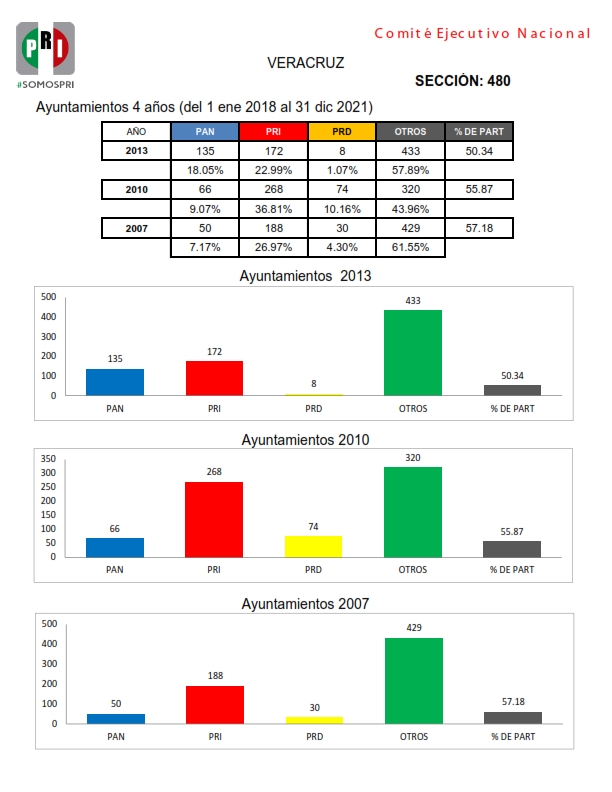 PRI
#SOMOSPRI
Comité Ejecutivo Nacional
VERACRUZ
SECCIÓN: 480
Ayuntamientos 4 años (del 1 ene 2018 al 31 dic 2021)
AÑO PAN PRI PRD OTROS % DE PART
2013 135 172 8 433 50.34
18.05% 22.99% 1.07% 57.89%
2010 66 268 74 320 55.87
9.07% 36.81% 10.16% 43.96%
2007 50 188 30 429 57.18
7.17% 26.97% 4.30% 61.55%
Ayuntamientos 2013
500
400
300
200
100
0
135 172 8 433 50.34
PAN PRI PRD OTROS % DE PART
Ayuntamientos 2010
350
300
250
200
150
100
50
0
66 268 74 320 55.87
PAN PRI PRD OTROS % DE PART
Ayuntamientos 2007
500
400
300
200
100
0
50 188 30 429 57.18
PAN PRI PRD OTROS % DE PART